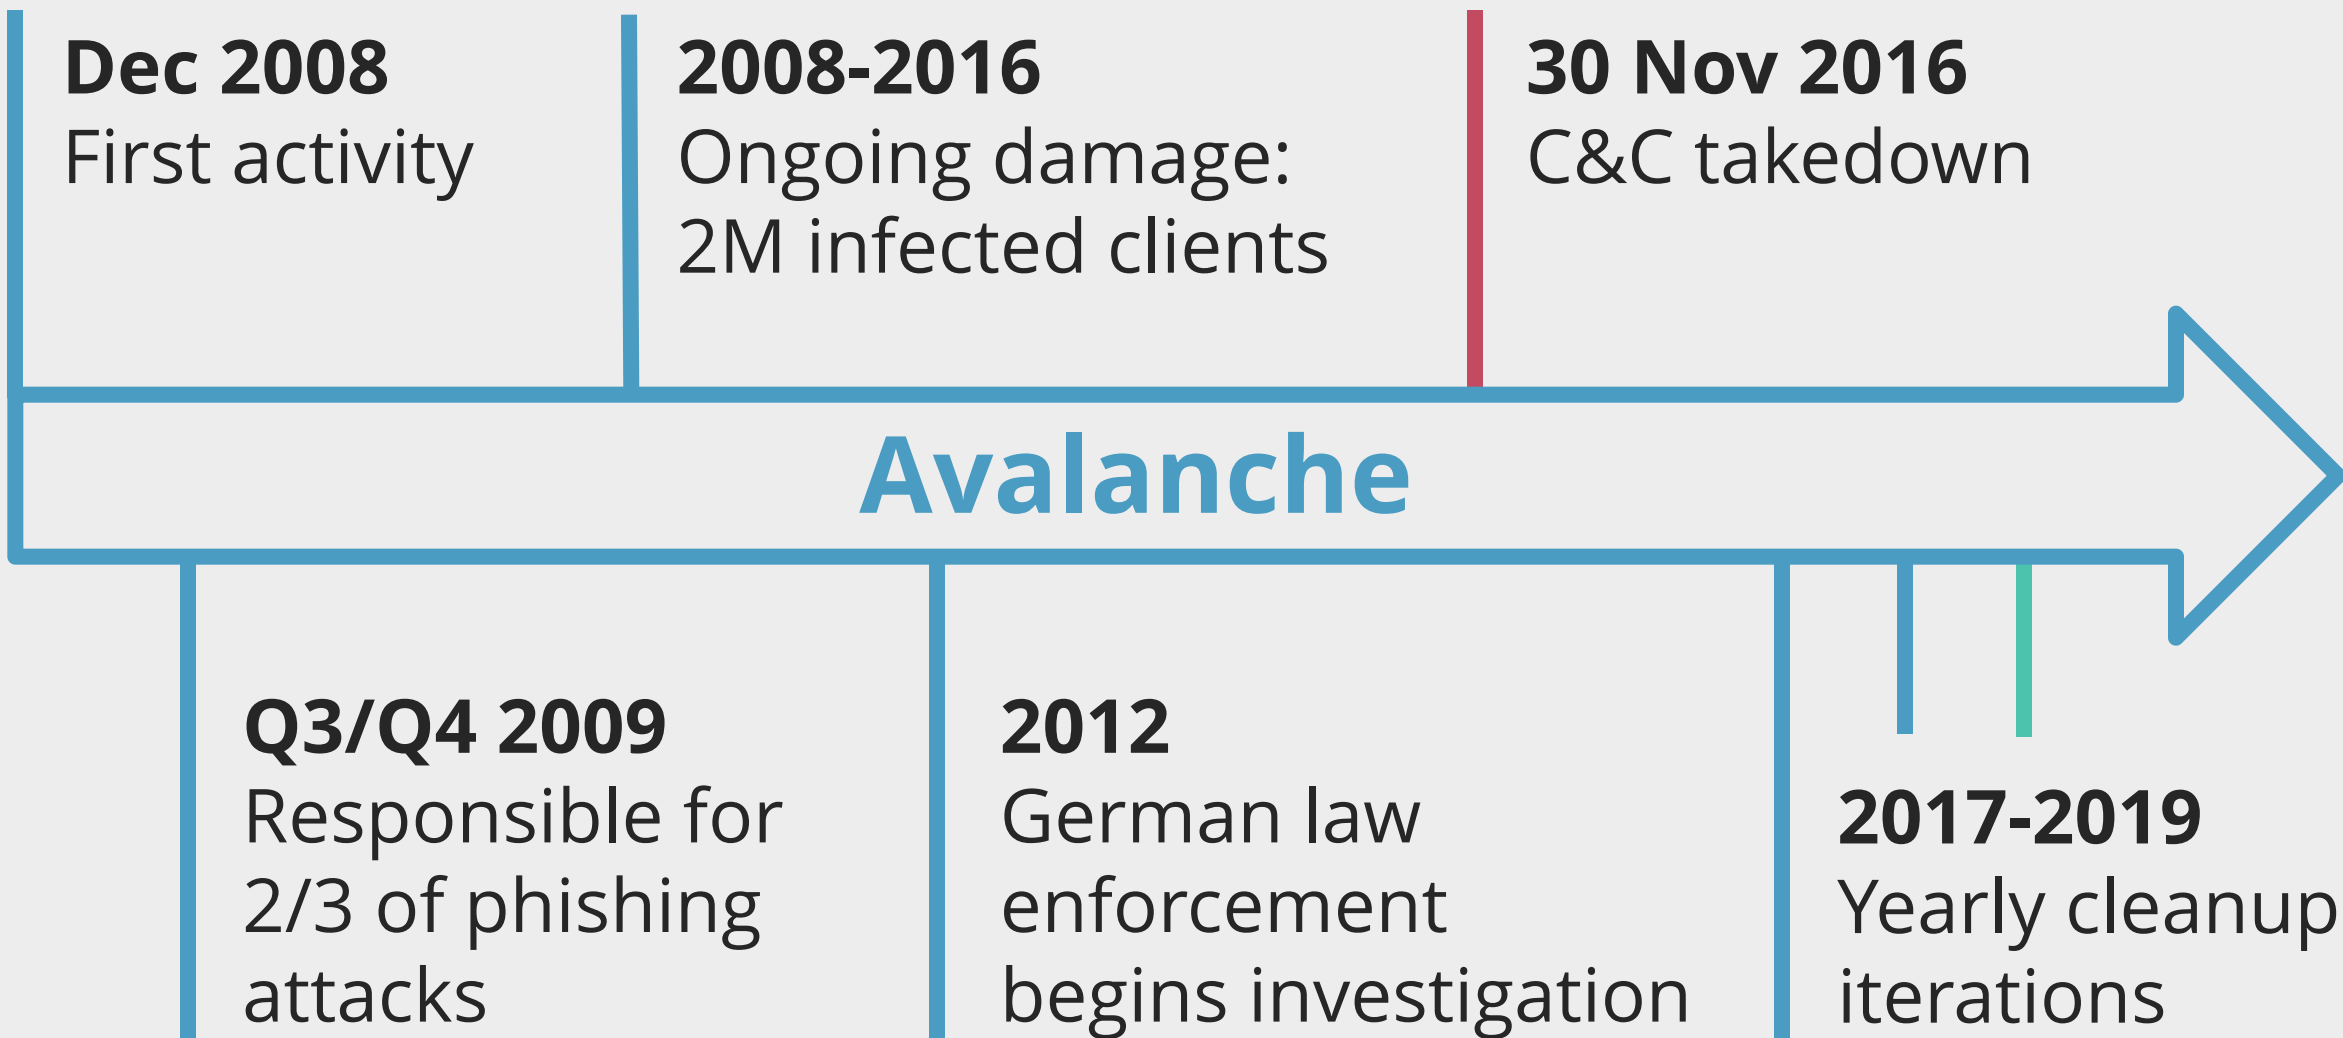 Dec 2008
First activity
2008-2016
Ongoing damage:
2M infected clients
30 Nov 2016
C&C takedown
Avalanche
Q3/Q4 2009
Responsible for
2/3 of phishing
attacks
2012
German law
enforcement
begins investigation
2017-2019
Yearly cleanup
iterations